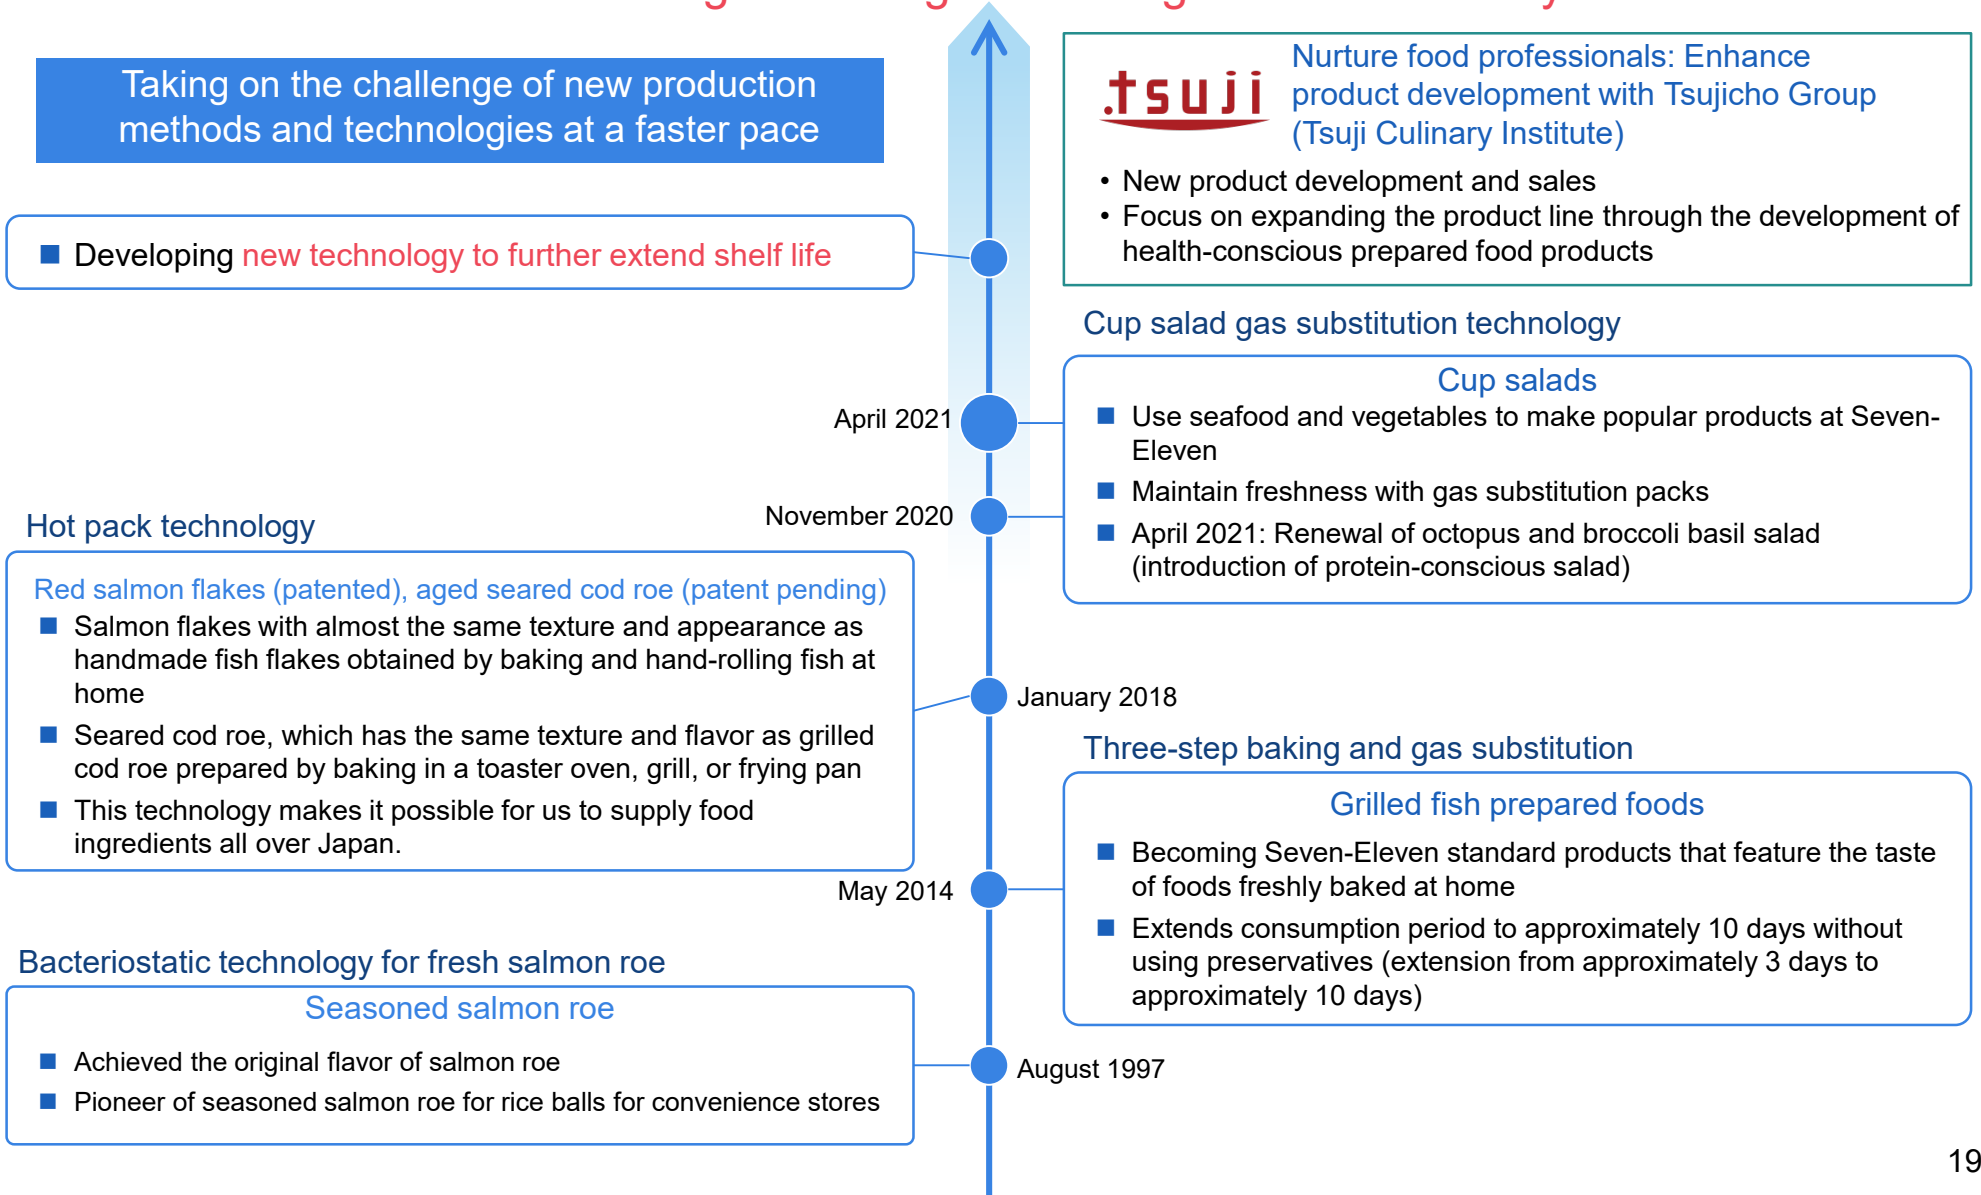 Taking on the challenge of new production
methods and technologies at a faster pace
■ Developing new technology to further extend shelf life
.tsuji
Nurture food professionals: Enhance
product development with Tsujicho Group
(Tsuji Culinary Institute)
• New product development and sales
• Focus on expanding the product line through the development of
health-conscious prepared food products
Cup salad gas substitution technology
Cup salads
■ Use seafood and vegetables to make popular products at Seven-
Eleven
■ Maintain freshness with gas substitution packs
■ April 2021: Renewal of octopus and broccoli basil salad
(introduction of protein-conscious salad)
April 2021
November 2020
Hot pack technology
Red salmon flakes (patented), aged seared cod roe (patent pending)
■ Salmon flakes with almost the same texture and appearance as
handmade fish flakes obtained by baking and hand-rolling fish at
home
■ Seared cod roe, which has the same texture and flavor as grilled
cod roe prepared by baking in a toaster oven, grill, or frying pan
■ This technology makes it possible for us to supply food
ingredients all over Japan.
January 2018
Three-step baking and gas substitution
Grilled fish prepared foods
■ Becoming Seven-Eleven standard products that feature the taste
of foods freshly baked at home
■ Extends consumption period to approximately 10 days without
using preservatives (extension from approximately 3 days to
approximately 10 days)
May 2014
Bacteriostatic technology for fresh salmon roe
Seasoned salmon roe
■ Achieved the original flavor of salmon roe
■ Pioneer of seasoned salmon roe for rice balls for convenience stores
August 1997
19